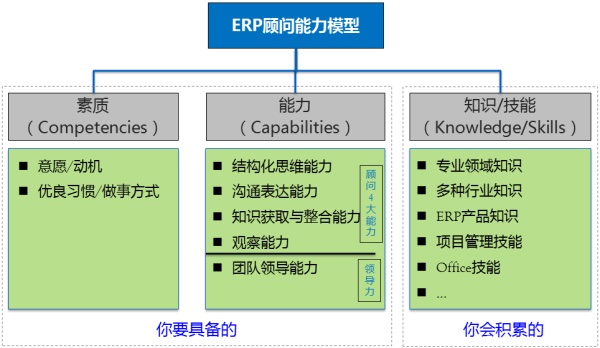 ERP顾问能力模型
素质
（Competencies）
意愿/动机
优良习惯/做事方式
能力
（Capabilities）
结构化思维能力
沟通表达能力
知识获取与整合能力
观察能力
团队领导能力
顾问4大能力
领导力
你要具备的
知识/技能
（Knowledge/Skills）
专业领域知识
多种行业知识
ERP产品知识
项目管理技能
Office技能
...
你会积累的